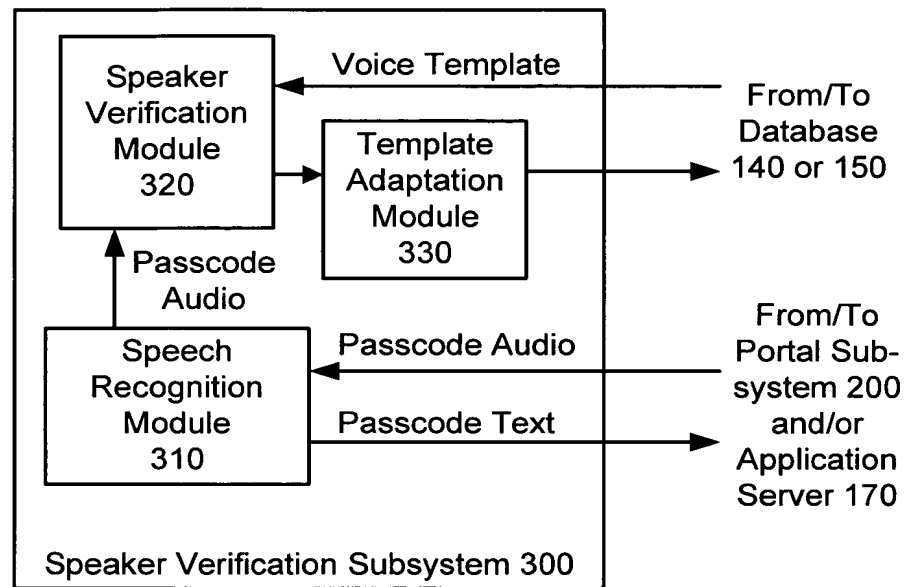 Speaker
Verification
Module
320
Voice Template
From/To
Database
140 or 150
Template
Adaptation
Module
330
Passcode
Audio
Speech
Recognition
Module
310
Passcode Audio
Passcode Text
From/To
Portal Sub-
system 200
and/or
Application
Server 170
Speaker Verification Subsystem 300